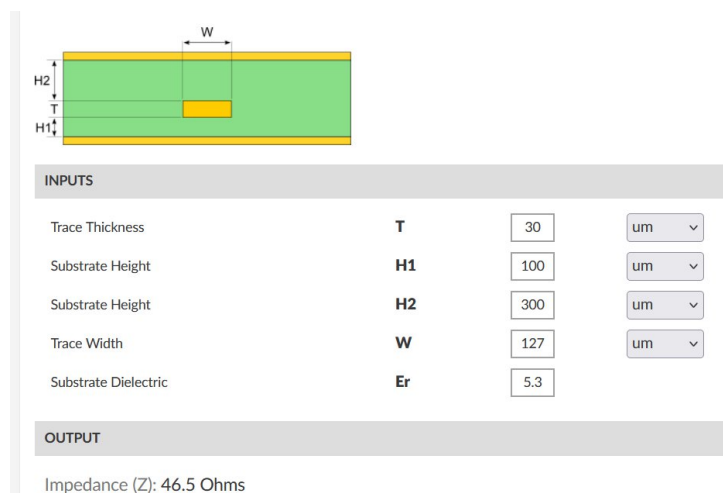 W
H2
T
H1
INPUTS
Trace Thickness T 30 um
Substrate Height H1 100 um
Substrate Height H2 300 um
Trace Width W 127 um
Substrate Dielectric Er 5.3
OUTPUT
Impedance (Z): 46.5 Ohms